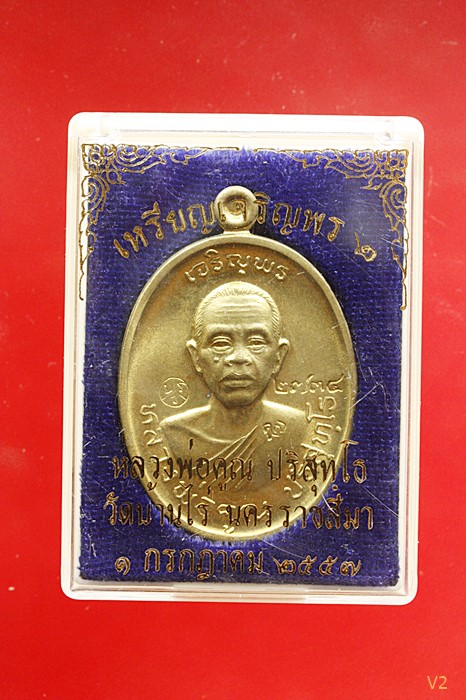 เหรียญเจริญพร ๒
เจริญพร
๒๗๓๘
หลวงพ่อคูณ ปริสุทฺโธ
วัดบ้านไร่ นครราชสีมา
๑ กรกฎาคม ๒๕๕๗
V2